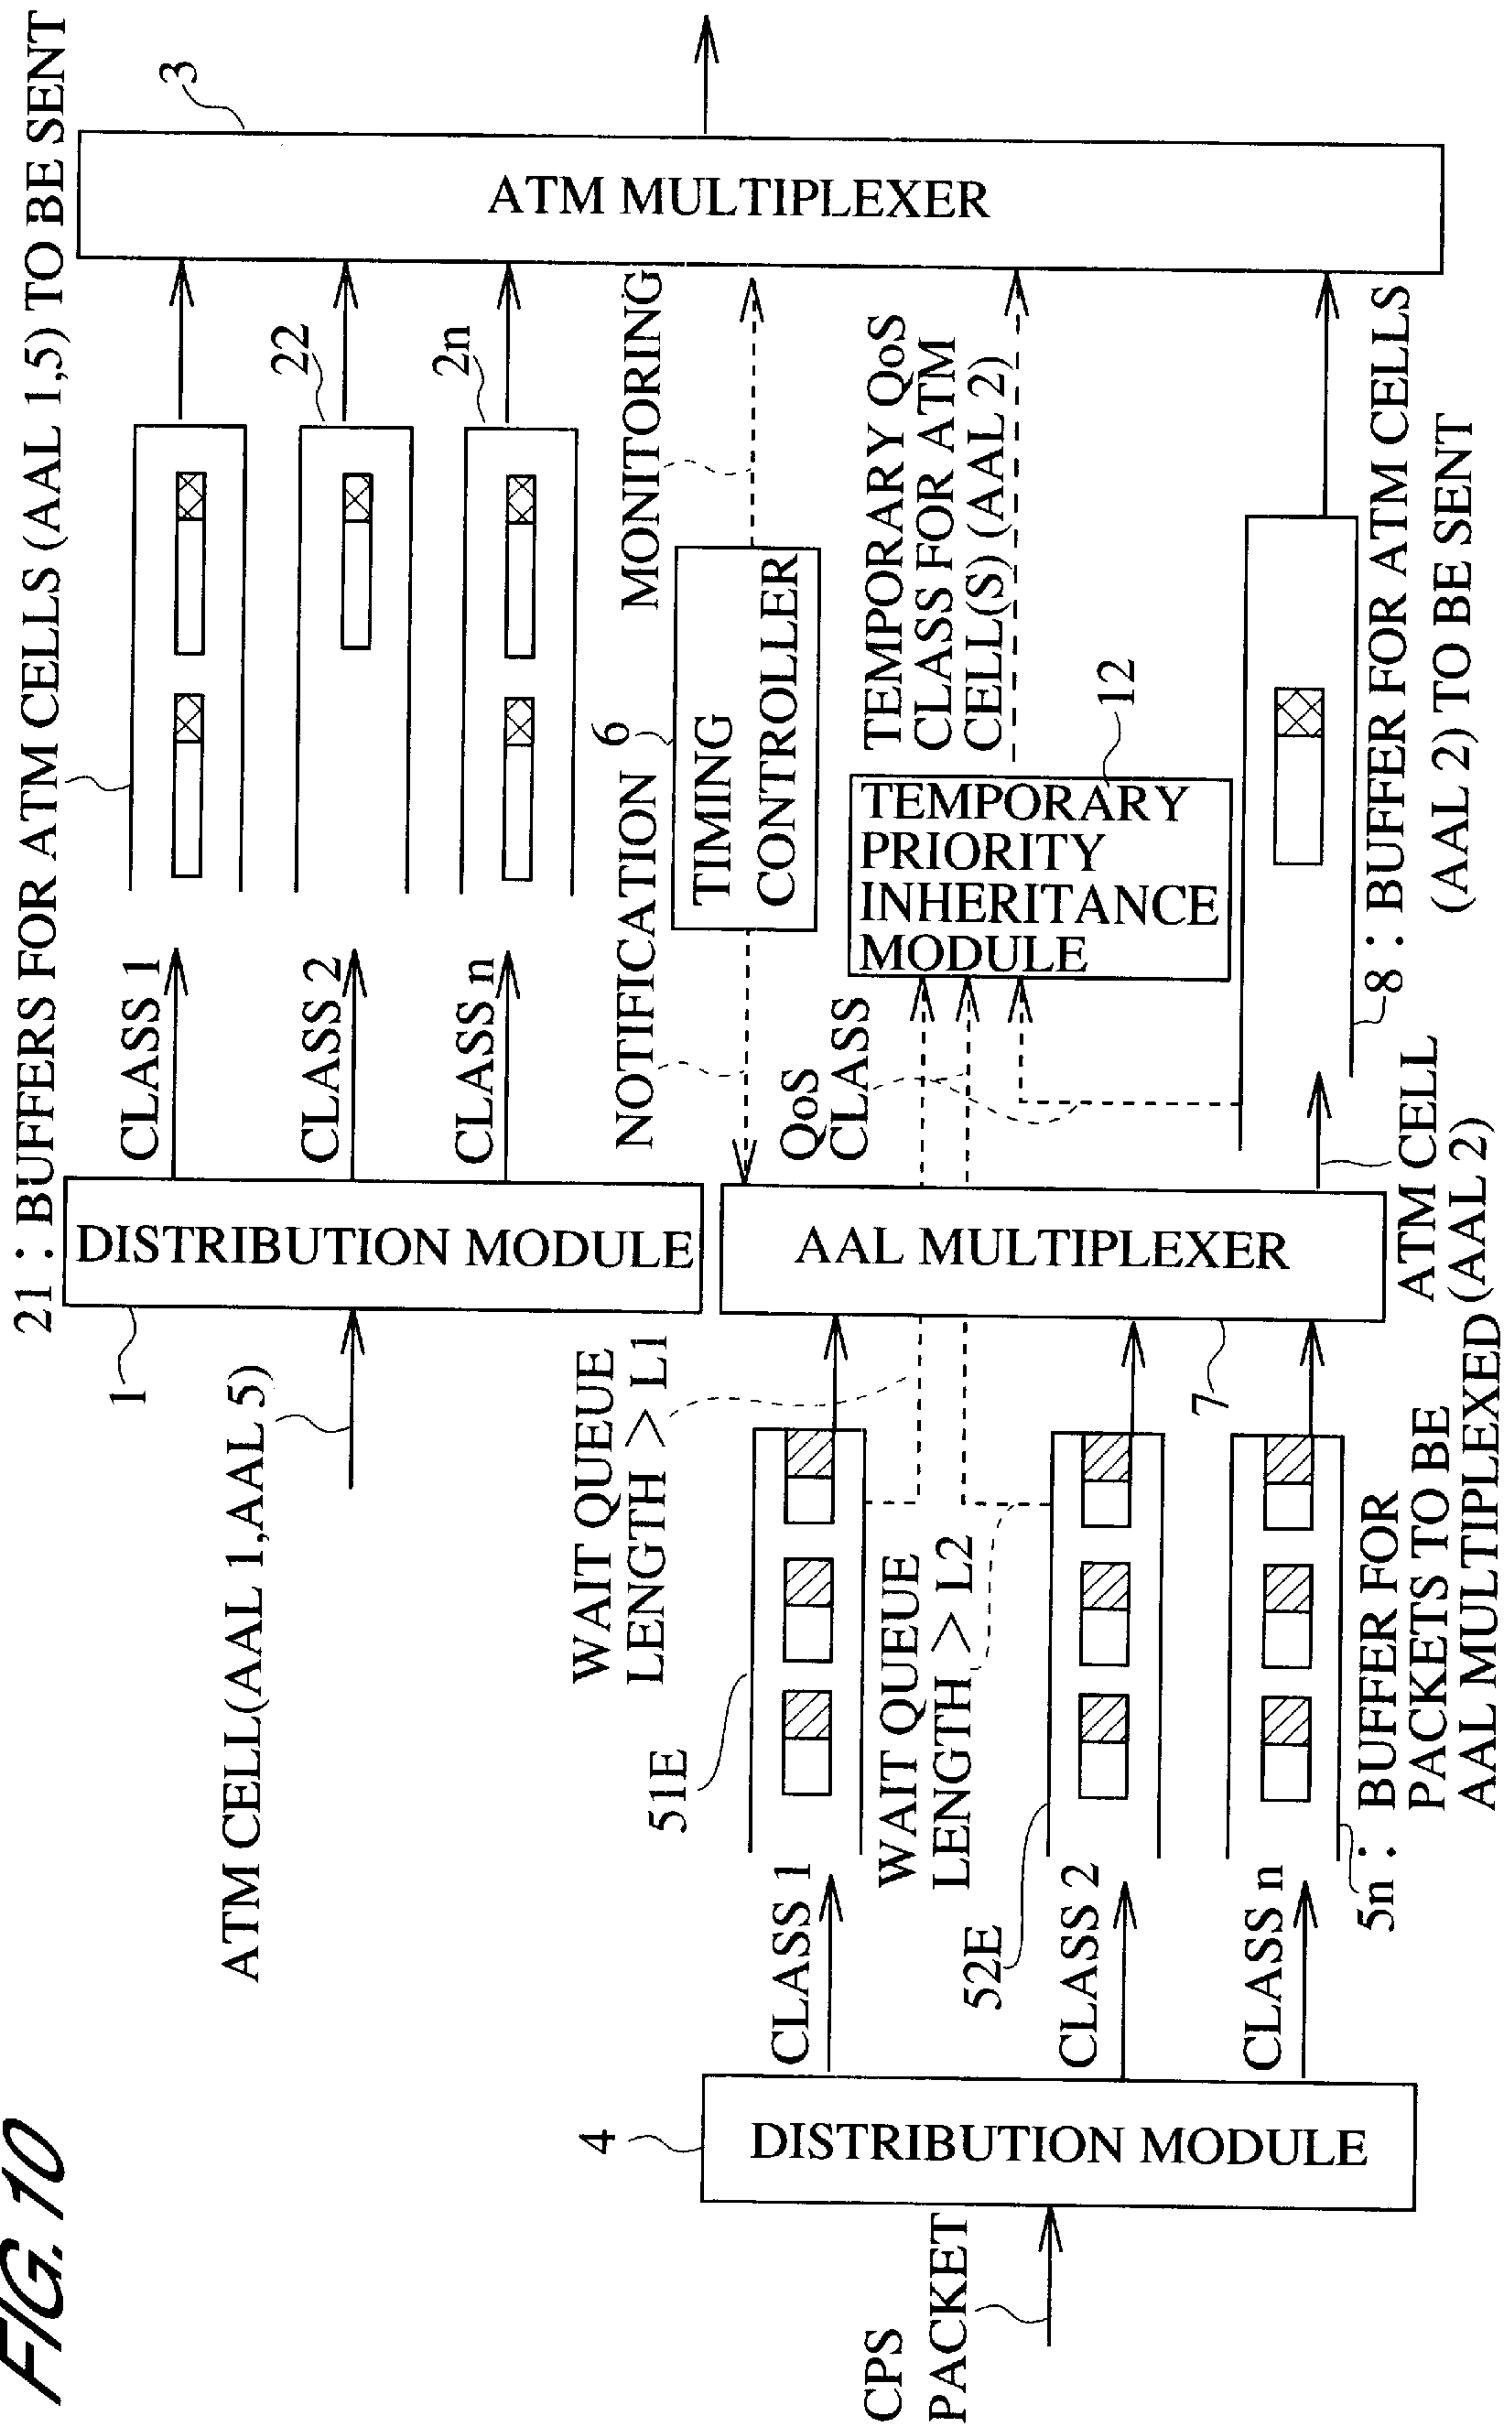 FIG. 10
21 : BUFFERS FOR ATM CELLS (AAL 1,5) TO BE SENT
ATM CELL(AAL 1,AAL 5)
1
DISTRIBUTION MODULE
CLASS 1
CLASS 2
CLASS n
22
2n
3
ATM MULTIPLEXER
NOTIFICATION
6
MONITORING
TIMING
CONTROLLER
WAIT QUEUE
LENGTH > L1
QoS
CLASS
TEMPORARY QoS
CLASS FOR ATM
CELL(S) (AAL 2)
TEMPORARY
PRIORITY
INHERITANCE
MODULE
12
CPS
PACKET
4
DISTRIBUTION MODULE
CLASS 1
51E
WAIT QUEUE
LENGTH > L2
52E
CLASS 2
CLASS n
5n : BUFFER FOR
PACKETS TO BE
AAL MULTIPLEXED
7
AAL MULTIPLEXER
ATM CELL
(AAL 2)
8 : BUFFER FOR ATM CELLS
(AAL 2) TO BE SENT